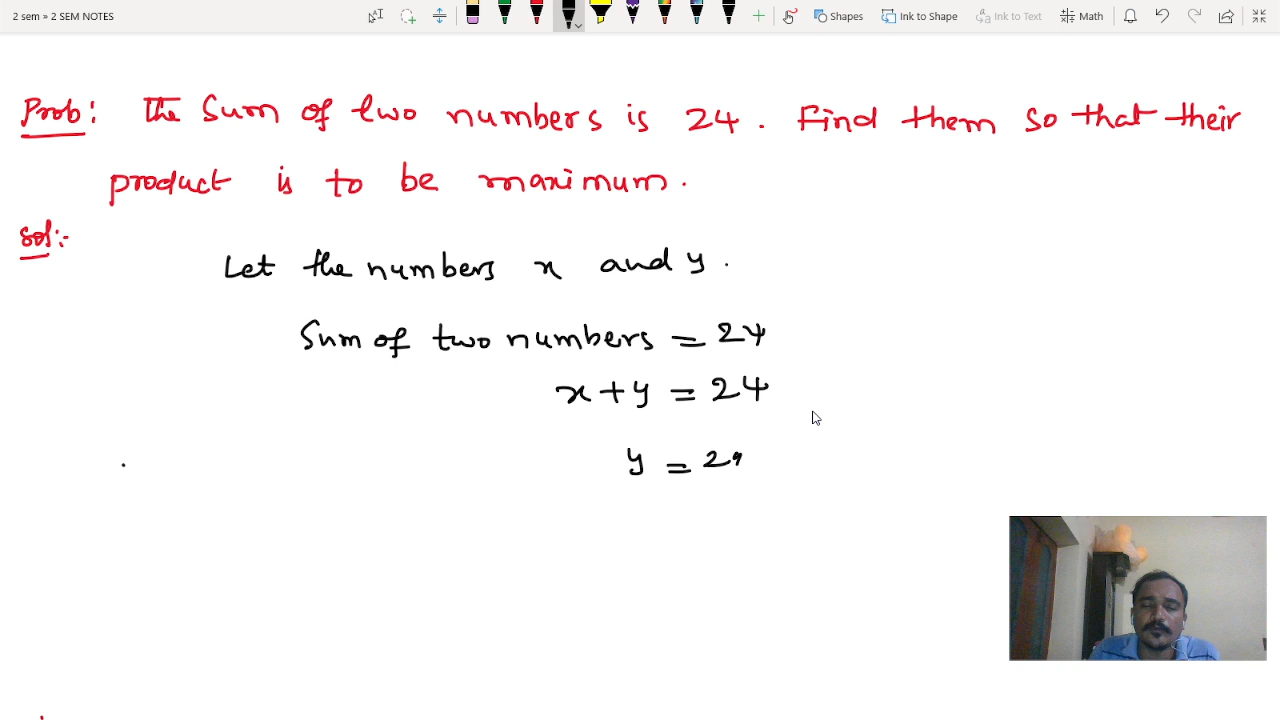 2 sem » 2 SEM NOTES
Shapes Ink to Shape Ink to Text Math
Prob: The Sum of two numbers is 24. Find them so that their
product is to be maximum.
Sol:-
Let the numbers x and y.
Sum of two numbers = 24
x + y = 24
y = 24